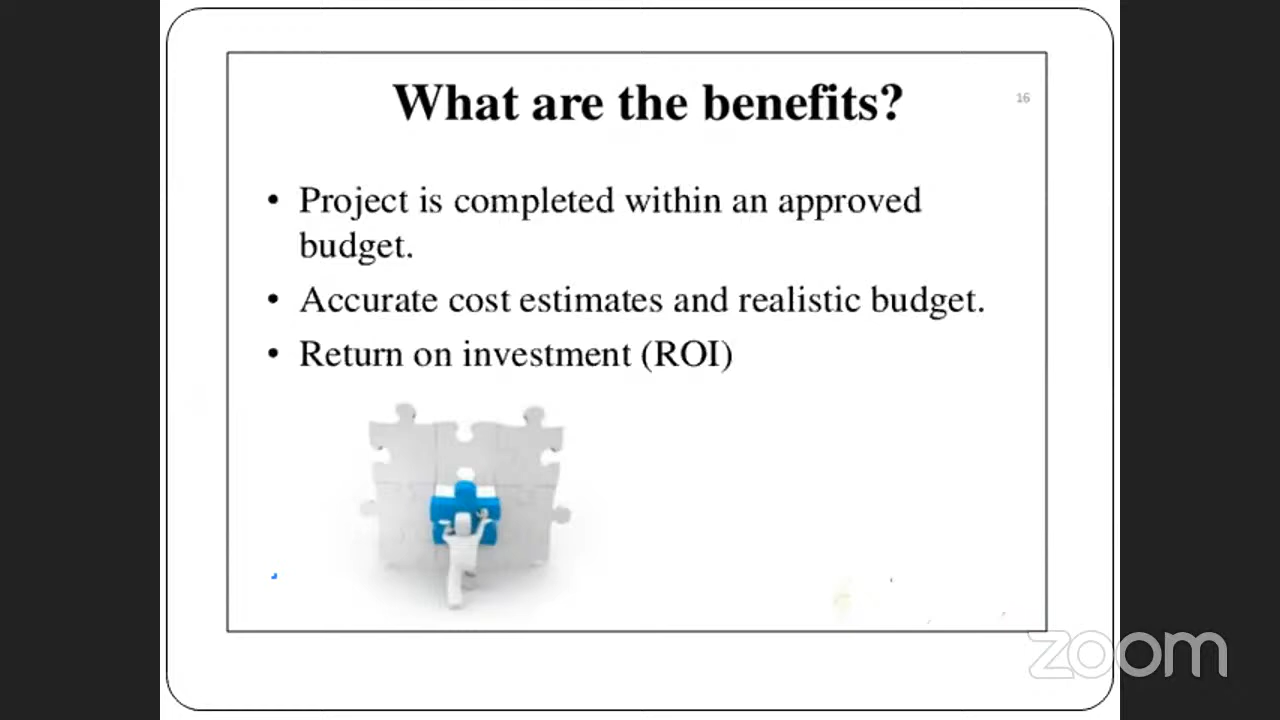 What are the benefits?
16
• Project is completed within an approved
budget.
• Accurate cost estimates and realistic budget.
• Return on investment (ROI)
zoom